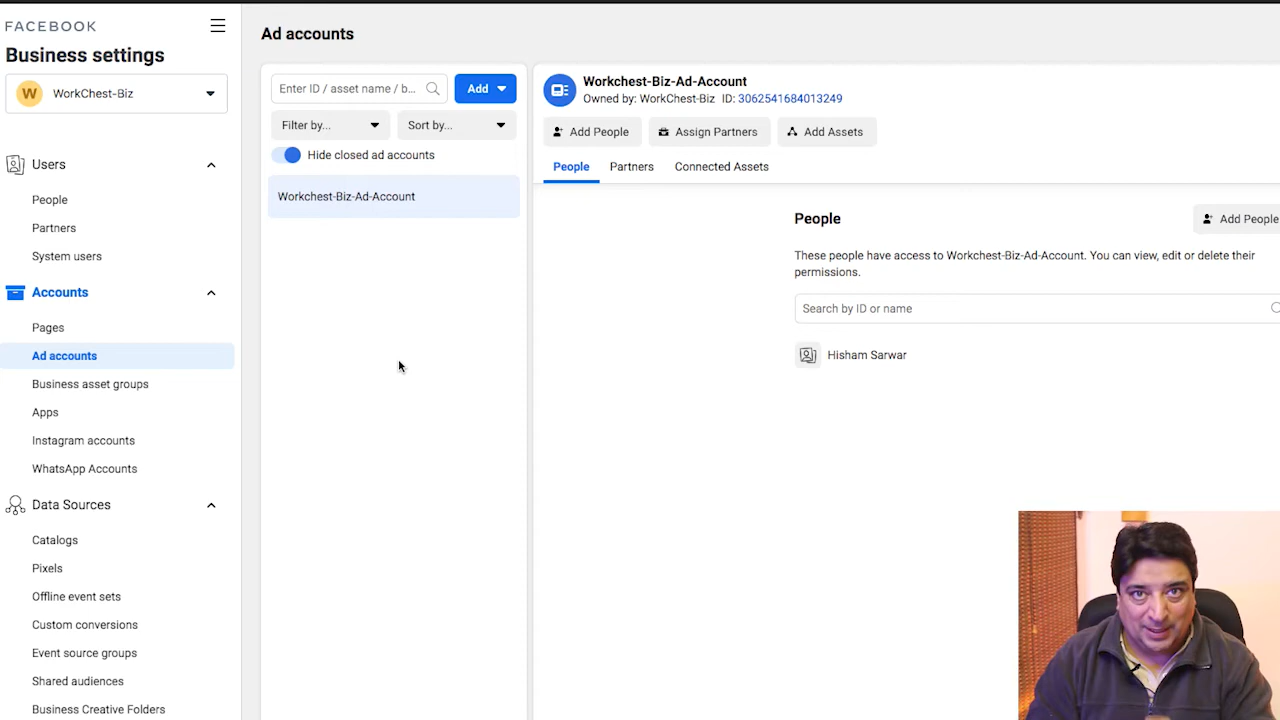 FACEBOOK
Business settings
W WorkChest-Biz
Users
People
Partners
System users
Accounts
Pages
Ad accounts
Business asset groups
Apps
Instagram accounts
WhatsApp Accounts
Data Sources
Catalogs
Pixels
Offline event sets
Custom conversions
Event source groups
Shared audiences
Business Creative Folders
Ad accounts
Enter ID / asset name / b...
Add
Filter by...
Sort by...
Hide closed ad accounts
Workchest-Biz-Ad-Account
Workchest-Biz-Ad-Account
Owned by: WorkChest-Biz ID: 3062541684013249
Add People
Assign Partners
Add Assets
People
Partners
Connected Assets
People
Add People
These people have access to Workchest-Biz-Ad-Account. You can view, edit or delete their
permissions.
Search by ID or name
Hisham Sarwar